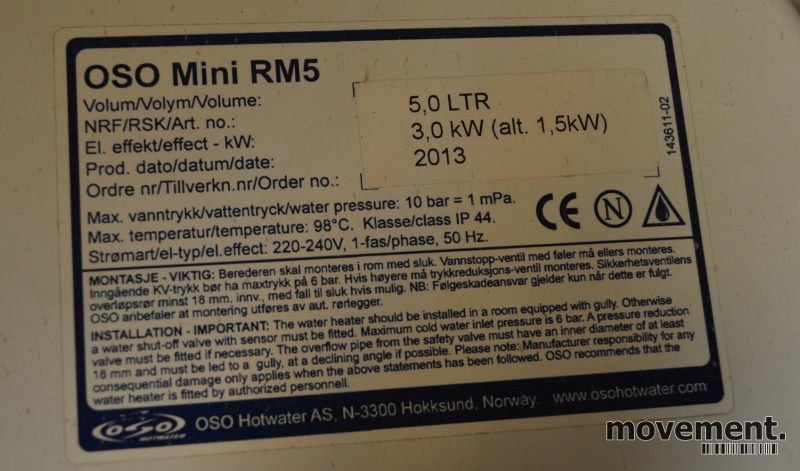 OSO Mini RM5
Volum/Volym/Volume: 5,0 LTR
NRF/RSK/Art. no.:
El. effekt/effect - kW: 3,0 kW (alt. 1,5kW)
Prod. dato/datum/date: 2013
Ordre nr/Tillverkn.nr/Order no.:
143611-02
Max. vanntrykk/vattentryck/water pressure: 10 bar = 1 mPa.
Max. temperatur/temperature: 98°C. Klasse/class IP 44.
Strømart/el-typ/el.effect: 220-240V, 1-fas/phase, 50 Hz.
CE N
MONTASJE - VIKTIG: Berederen skal monteres i rom med sluk. Vannstopp-ventil med føler må ellers monteres.
Inngående KV-trykk bør ha maxtrykk på 6 bar. Hvis høyere må trykkreduksjons-ventil monteres. Sikkerhetsventilens
overløpsrør minst 18 mm. innv., med fall til sluk hvis mulig. NB: Følgeskadeansvar gjelder kun når dette er fulgt.
OSO anbefaler at montering utføres av aut. rørlegger.
INSTALLATION - IMPORTANT: The water heater should be installed in a room equipped with gully. Otherwise
a water shut-off valve with sensor must be fitted. Maximum cold water inlet pressure is 6 bar. A pressure reduction
valve must be fitted if necessary. The overflow pipe from the safety valve must have an inner diameter of at least
18 mm and must be led to a gully, at a declining angle if possible. Please note: Manufacturer responsibility for any
consequential damage only applies when the above statements has been followed. OSO recommends that the
water heater is fitted by authorized personnell.
OSO
HOTWATER
OSO Hotwater AS, N-3300 Hokksund, Norway. www.osohotwater.com
movement.